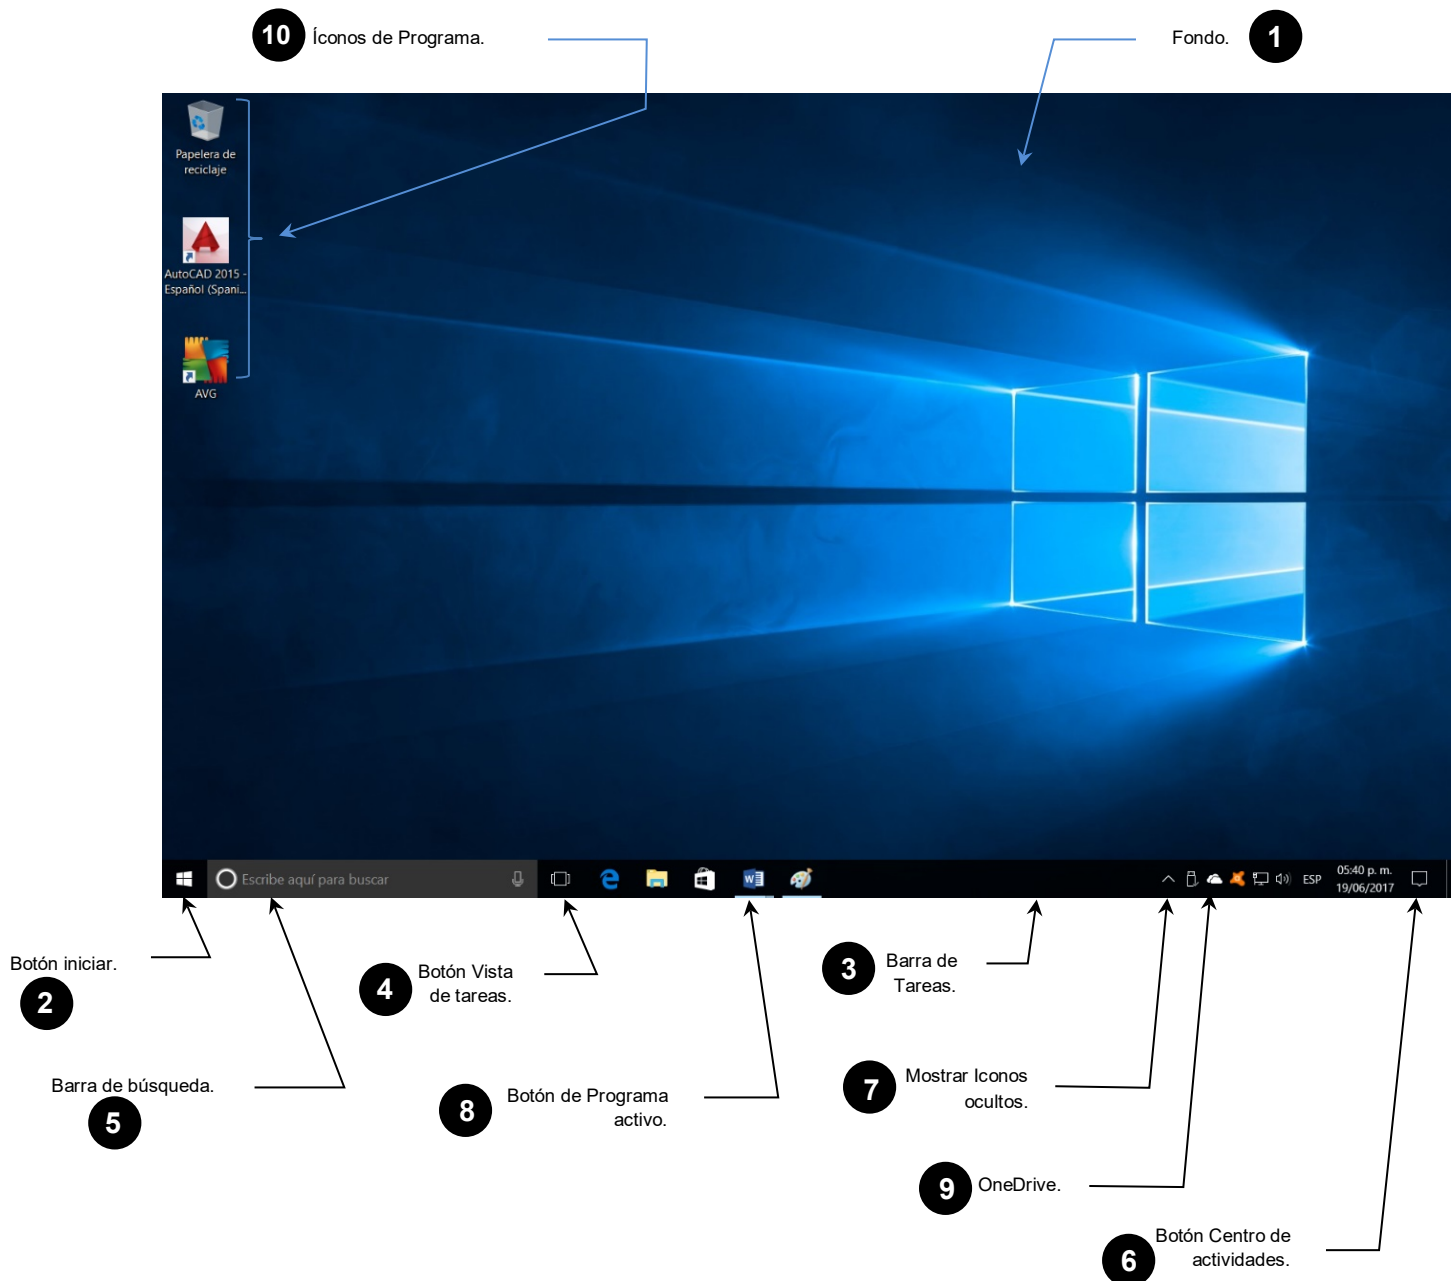 10 Íconos de Programa.
Fondo. 1
Papelera de
reciclaje
AutoCAD 2015 -
Español (Spani...
AVG
Escribe aquí para buscar
ESP
05:40 p. m.
19/06/2017
Botón iniciar.
2
4 Botón Vista
de tareas.
3 Barra de
Tareas.
Barra de búsqueda.
5
8 Botón de Programa
activo.
7 Mostrar Iconos
ocultos.
9 OneDrive.
6 Botón Centro de
actividades.